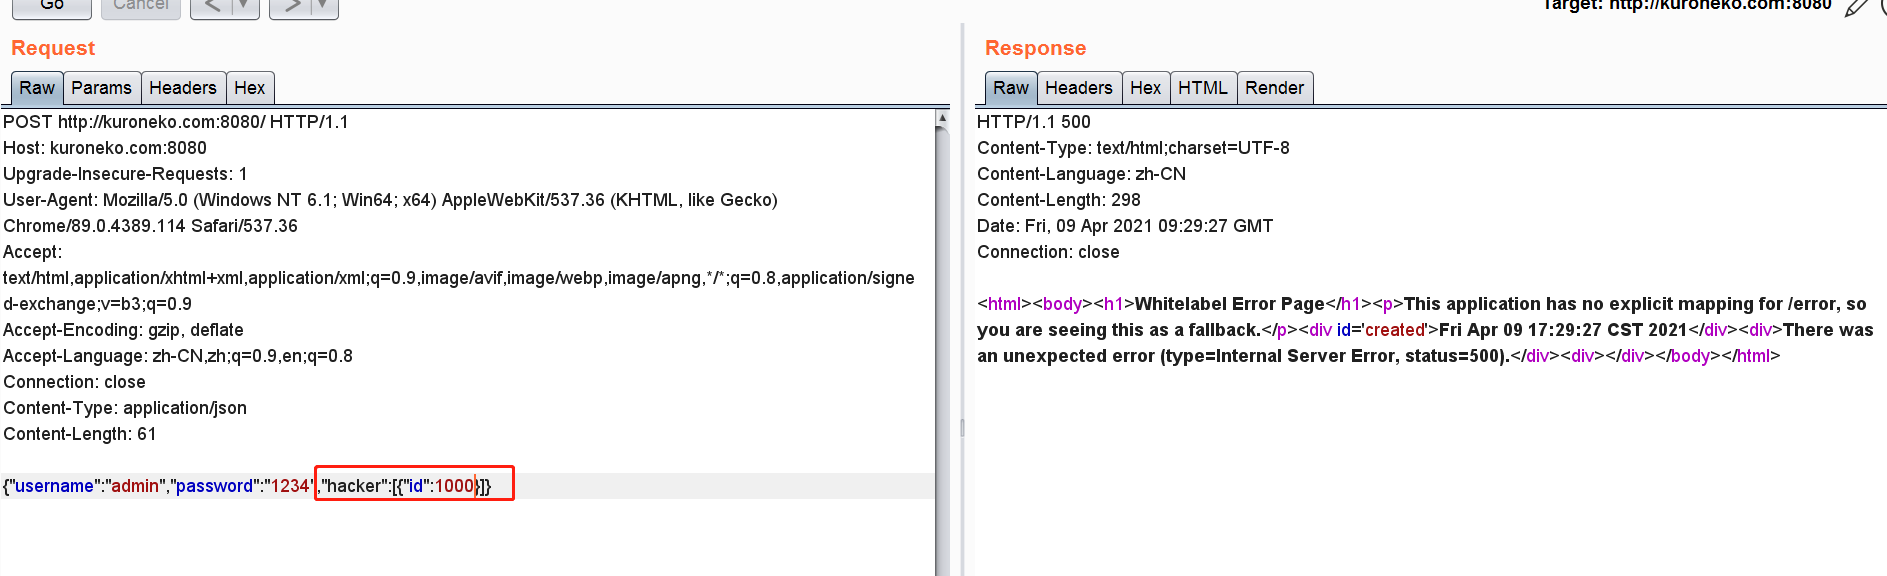 Go
Cancel
<
>
Target: http://kuroneko.com:8080
Request
Response
Raw
Params
Headers
Hex
Raw
Headers
Hex
HTML
Render
POST http://kuroneko.com:8080/ HTTP/1.1
Host: kuroneko.com:8080
Upgrade-Insecure-Requests: 1
User-Agent: Mozilla/5.0 (Windows NT 6.1; Win64; x64) AppleWebKit/537.36 (KHTML, like Gecko)
Chrome/89.0.4389.114 Safari/537.36
Accept:
text/html,application/xhtml+xml,application/xml;q=0.9,image/avif,image/webp,image/apng,*/*;q=0.8,application/signe
d-exchange;v=b3;q=0.9
Accept-Encoding: gzip, deflate
Accept-Language: zh-CN,zh;q=0.9,en;q=0.8
Connection: close
Content-Type: application/json
Content-Length: 61
{"username":"admin","password":"1234","hacker":[{"id":1000}]}
HTTP/1.1 500
Content-Type: text/html;charset=UTF-8
Content-Language: zh-CN
Content-Length: 298
Date: Fri, 09 Apr 2021 09:29:27 GMT
Connection: close
<html><body><h1>Whitelabel Error Page</h1><p>This application has no explicit mapping for /error, so
you are seeing this as a fallback.</p><div id='created'>Fri Apr 09 17:29:27 CST 2021</div><div>There was
an unexpected error (type=Internal Server Error, status=500).</div><div></div></body></html>